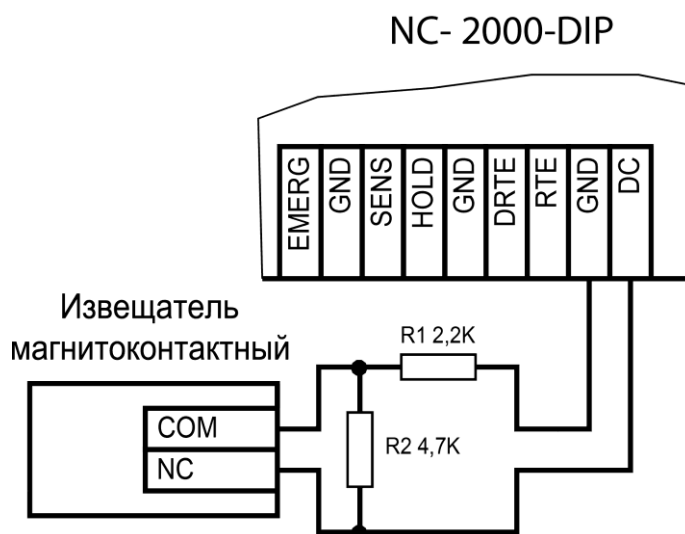 NC- 2000-DIP
EMERG
GND
SENS
HOLD
GND
DRTE
RTE
GND
DC
Извещатель
магнитоконтактный
R1 2,2K
COM
R2 4,7K
NC